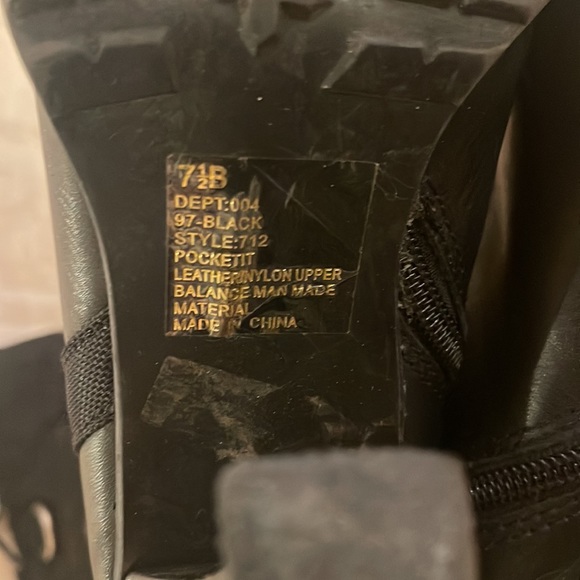 7½B
DEPT:004
97-BLACK
STYLE:712
POCKETIT
LEATHER/NYLON UPPER
BALANCE MAN MADE
MATERIAL
MADE IN CHINA